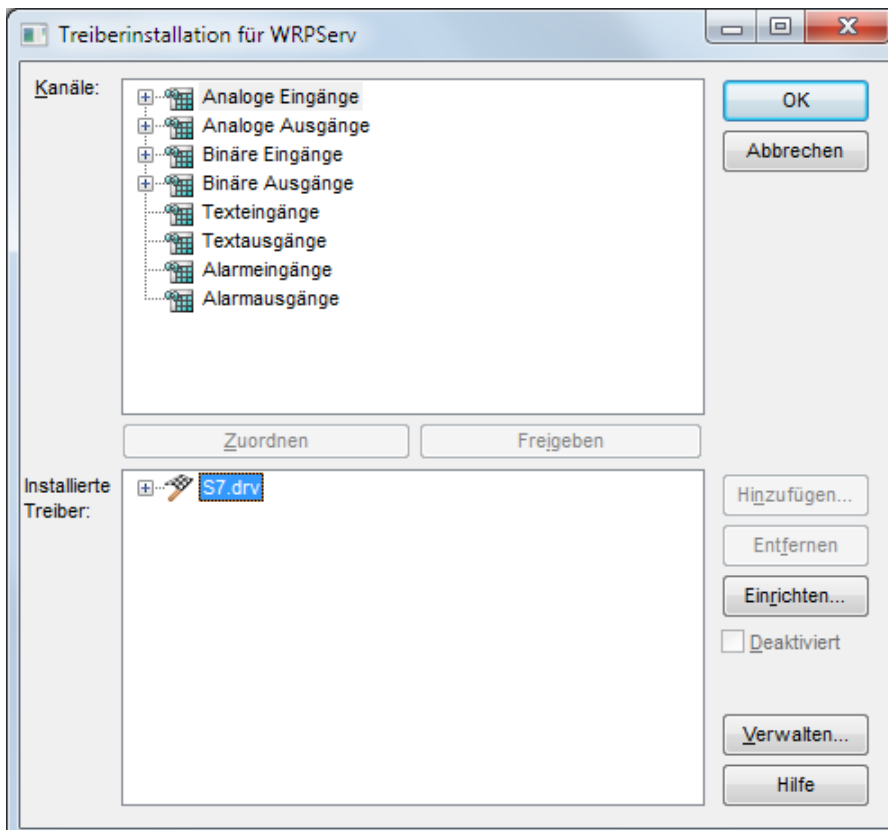 Treiberinstallation für WRPServ
Kanäle:
Analoge Eingänge
Analoge Ausgänge
Binäre Eingänge
Binäre Ausgänge
Texteingänge
Textausgänge
Alarmeingänge
Alarmausgänge
OK
Abbrechen
Zuordnen
Freigeben
Installierte
Treiber:
S7.drv
Hinzufügen...
Entfernen
Einrichten...
Deaktiviert
Verwalten...
Hilfe